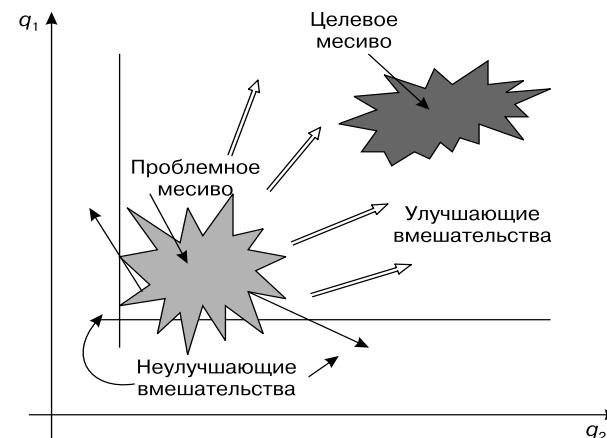 q1
Целевое
месиво
Проблемное
месиво
Улучшающие
вмешательства
Неулучшающие
вмешательства
q2